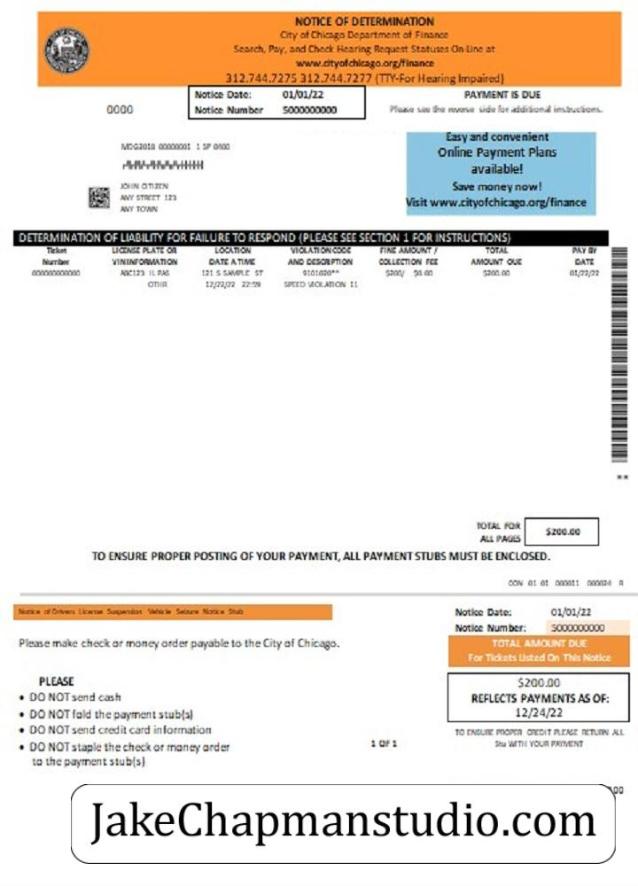 NOTICE OF DETERMINATION
City of Chicago Department of Finance
Search, Pay, and Check Hearing Request Statuses On-Line at
www.cityofchicago.org/finance
312.744.7275 312.744.7277 (TTY-For Hearing Impaired)
Notice Date: 01/01/22
Notice Number S000000000
PAYMENT IS DUE
Please see the reverse side for additional instructions.
0000
MDG2018 00000001 1 SP 0400
JOHN CITIZEN
ANY STREET 123
ANY TOWN
Easy and convenient
Online Payment Plans
available!
Save money now!
Visit www.cityofchicago.org/finance
DETERMINATION OF LIABILITY FOR FAILURE TO RESPOND (PLEASE SEE SECTION 1 FOR INSTRUCTIONS)
Ticket LICENSE PLATE OR LOCATION VIOLATION CODE FINE AMOUNT / TOTAL PAY BY
Number VIN INFORMATION DATE A TIME AND DESCRIPTION COLLECTION FEE AMOUNT OUE DATE
000000000000 ABC123 IL PAS 121 S SAMPLE ST 9101020** $200/ $0.00 $200.00 01/22/22
OTHR 12/22/22 22:59 SPEED VIOLATION 11
**
TOTAL FOR
ALL PAGES
$200.00
TO ENSURE PROPER POSTING OF YOUR PAYMENT, ALL PAYMENT STUBS MUST BE ENCLOSED.
CON 01 01 000011 000024 R
Notice of Drivers License Suspension Vehicle Seizure Notice Stub
Notice Date: 01/01/22
Notice Number: S000000000
Please make check or money order payable to the City of Chicago.
TOTAL AMOUNT DUE
For Tickets Listed On This Notice
PLEASE
• DO NOT send cash
• DO NOT fold the payment stub(s)
• DO NOT send credit card information
• DO NOT staple the check or money order
to the payment stub(s)
$200.00
REFLECTS PAYMENTS AS OF:
12/24/22
TO ENSURE PROPER CREDIT PLEASE RETURN ALL
Stu WITH YOUR PAYMENT
1 OF 1
JakeChapmanstudio.com